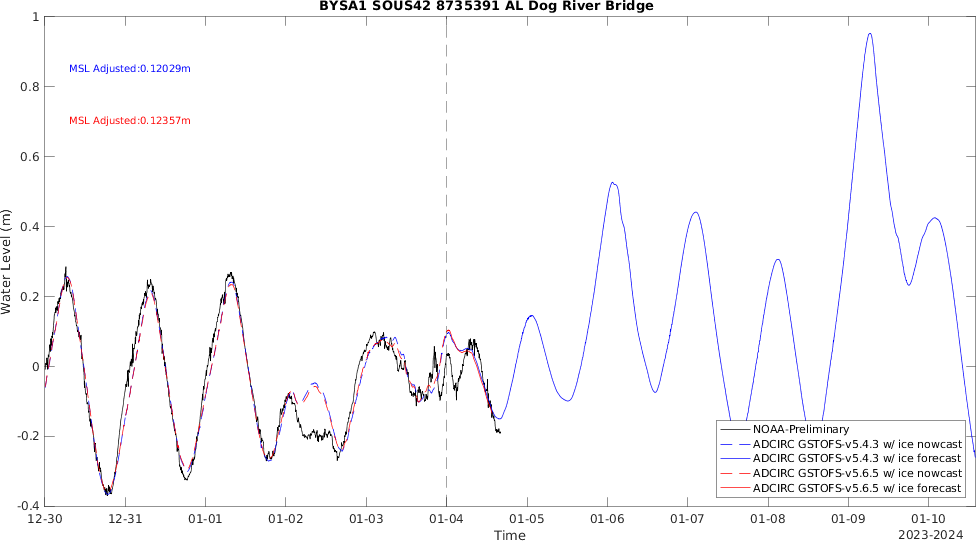 BYSA1 SOUS42 8735391 AL Dog River Bridge
MSL Adjusted:0.12029m
MSL Adjusted:0.12357m
Water Level (m)
1
0.8
0.6
0.4
0.2
0
-0.2
-0.4
NOAA-Preliminary
ADCIRC GSTOFS-v5.4.3 w/ ice nowcast
ADCIRC GSTOFS-v5.4.3 w/ ice forecast
ADCIRC GSTOFS-v5.6.5 w/ ice nowcast
ADCIRC GSTOFS-v5.6.5 w/ ice forecast
12-30 12-31 01-01 01-02 01-03 01-04 01-05 01-06 01-07 01-08 01-09 01-10
Time
2023-2024